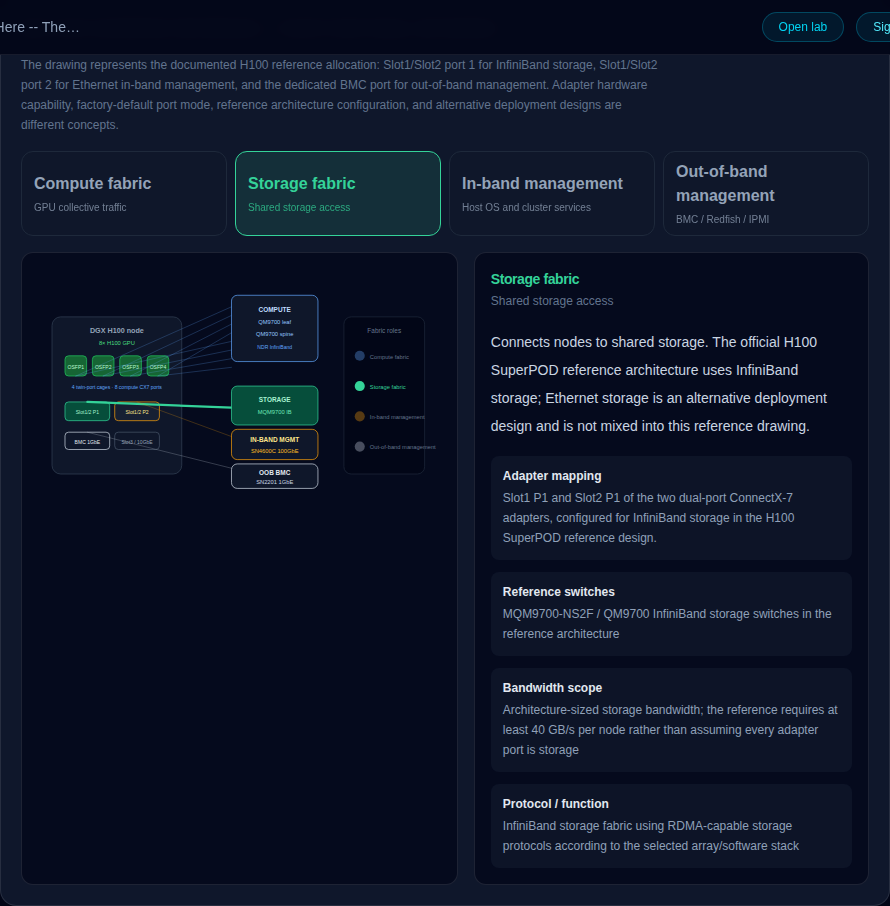 Here -- The…
Open lab
Sig
The drawing represents the documented H100 reference allocation: Slot1/Slot2 port 1 for InfiniBand storage, Slot1/Slot2
port 2 for Ethernet in-band management, and the dedicated BMC port for out-of-band management. Adapter hardware
capability, factory-default port mode, reference architecture configuration, and alternative deployment designs are
different concepts.
Compute fabric
GPU collective traffic
Storage fabric
Shared storage access
In-band management
Host OS and cluster services
Out-of-band
management
BMC / Redfish / IPMI
DGX H100 node
8× H100 GPU
OSFP1
OSFP2
OSFP3
OSFP4
4 twin-port cages · 8 compute CX7 ports
Slot1/2 P1
Slot1/2 P2
BMC 1GbE
Slot3 / 10GbE
COMPUTE
QM9700 leaf
QM9700 spine
NDR InfiniBand
STORAGE
MQM9700 IB
IN-BAND MGMT
SN4600C 100GbE
OOB BMC
SN2201 1GbE
Fabric roles
Compute fabric
Storage fabric
In-band management
Out-of-band management
Storage fabric
Shared storage access
Connects nodes to shared storage. The official H100
SuperPOD reference architecture uses InfiniBand
storage; Ethernet storage is an alternative deployment
design and is not mixed into this reference drawing.
Adapter mapping
Slot1 P1 and Slot2 P1 of the two dual-port ConnectX-7
adapters, configured for InfiniBand storage in the H100
SuperPOD reference design.
Reference switches
MQM9700-NS2F / QM9700 InfiniBand storage switches in the
reference architecture
Bandwidth scope
Architecture-sized storage bandwidth; the reference requires at
least 40 GB/s per node rather than assuming every adapter
port is storage
Protocol / function
InfiniBand storage fabric using RDMA-capable storage
protocols according to the selected array/software stack